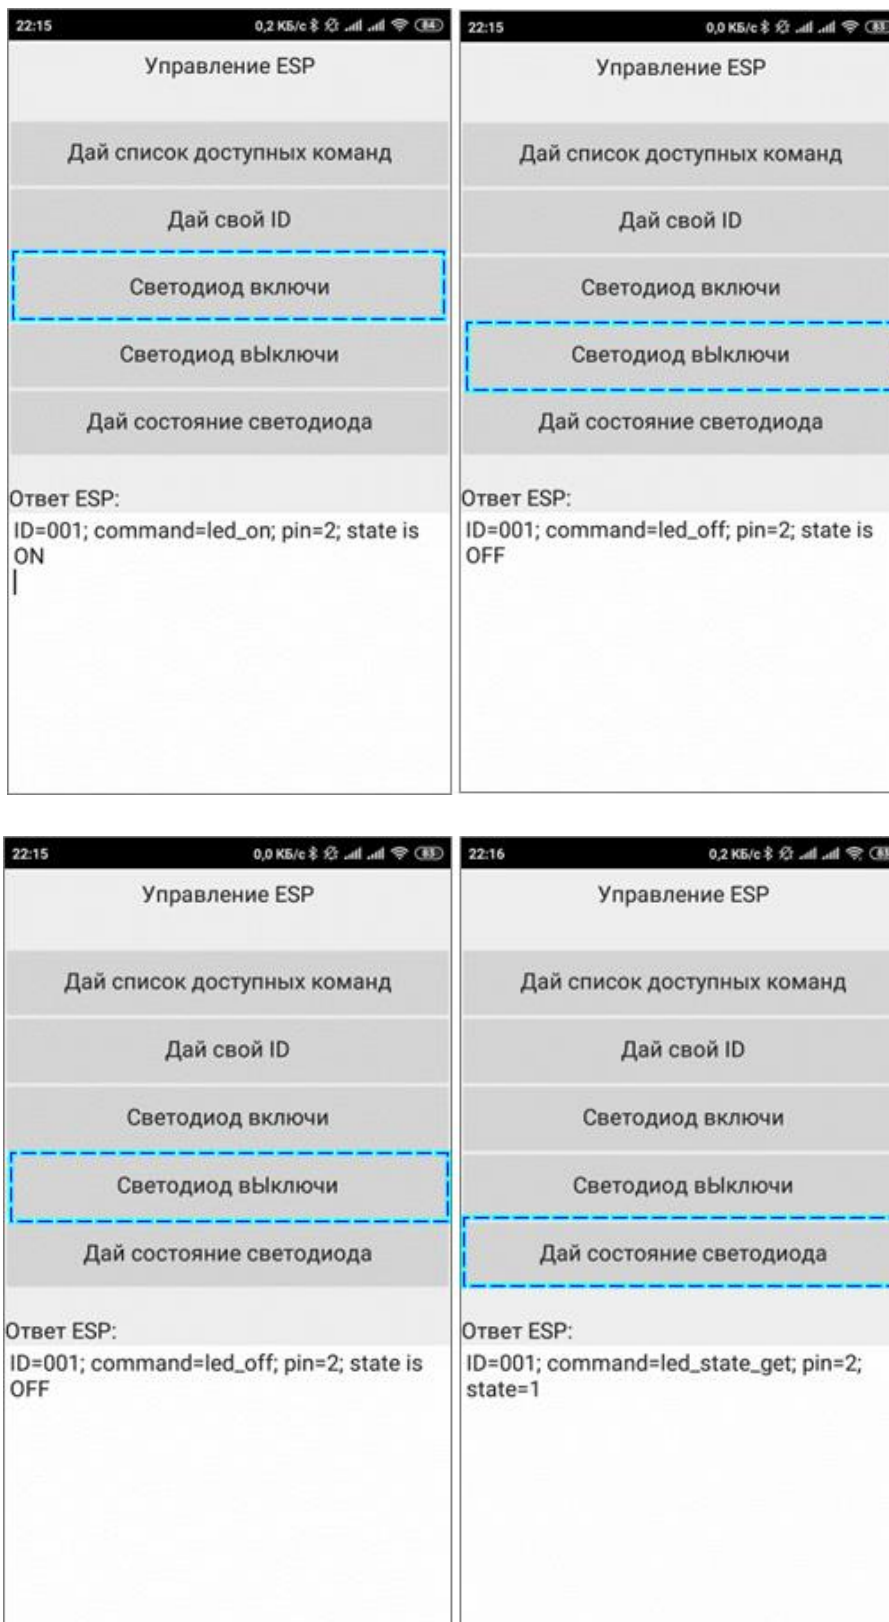 22:15 0,2 КБ/с 84
Управление ESP
Дай список доступных команд
Дай свой ID
Светодиод включи
Светодиод вЫключи
Дай состояние светодиода
Ответ ESP:
ID=001; command=led_on; pin=2; state is
ON
22:15 0,0 КБ/с 83
Управление ESP
Дай список доступных команд
Дай свой ID
Светодиод включи
Светодиод вЫключи
Дай состояние светодиода
Ответ ESP:
ID=001; command=led_off; pin=2; state is
OFF
22:15 0,0 КБ/с 83
Управление ESP
Дай список доступных команд
Дай свой ID
Светодиод включи
Светодиод вЫключи
Дай состояние светодиода
Ответ ESP:
ID=001; command=led_off; pin=2; state is
OFF
22:16 0,2 КБ/с 83
Управление ESP
Дай список доступных команд
Дай свой ID
Светодиод включи
Светодиод вЫключи
Дай состояние светодиода
Ответ ESP:
ID=001; command=led_state_get; pin=2;
state=1